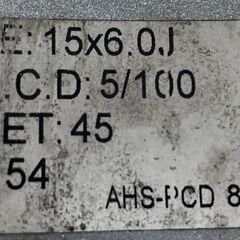 E: 15x6.0J
.C.D: 5/100
ET: 45
54
AHS-PCD 8